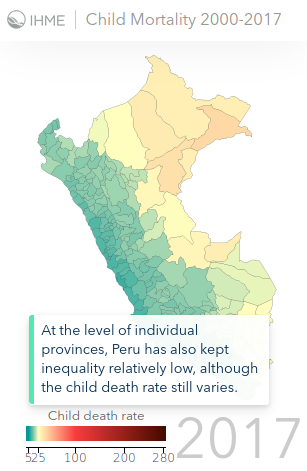 IHME | Child Mortality 2000-2017
At the level of individual
provinces, Peru has also kept
inequality relatively low, although
the child death rate still varies.
Child death rate
2017
5 25 100 200 280